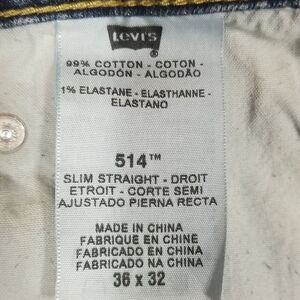 Levi's
®
99% COTTON - COTON -
ALGODÓN - ALGODÃO
1% ELASTANE - ELASTHANNE -
ELASTANO
514™
SLIM STRAIGHT - DROIT
ETROIT - CORTE SEMI
AJUSTADO PIERNA RECTA
MADE IN CHINA
FABRIQUE EN CHINE
FABRICADO EN CHINA
FABRICADO NA CHINA
36 x 32